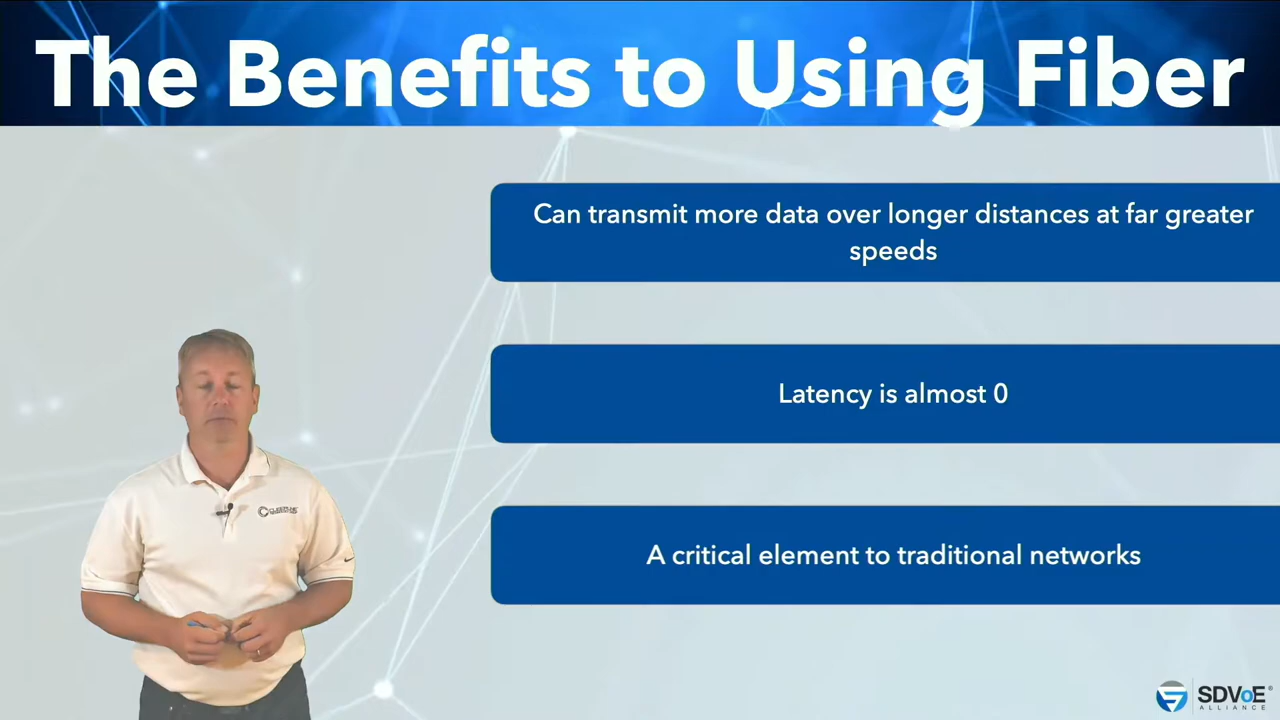 The Benefits to Using Fiber
Can transmit more data over longer distances at far greater
speeds
Latency is almost 0
A critical element to traditional networks
SDVoE
ALLIANCE